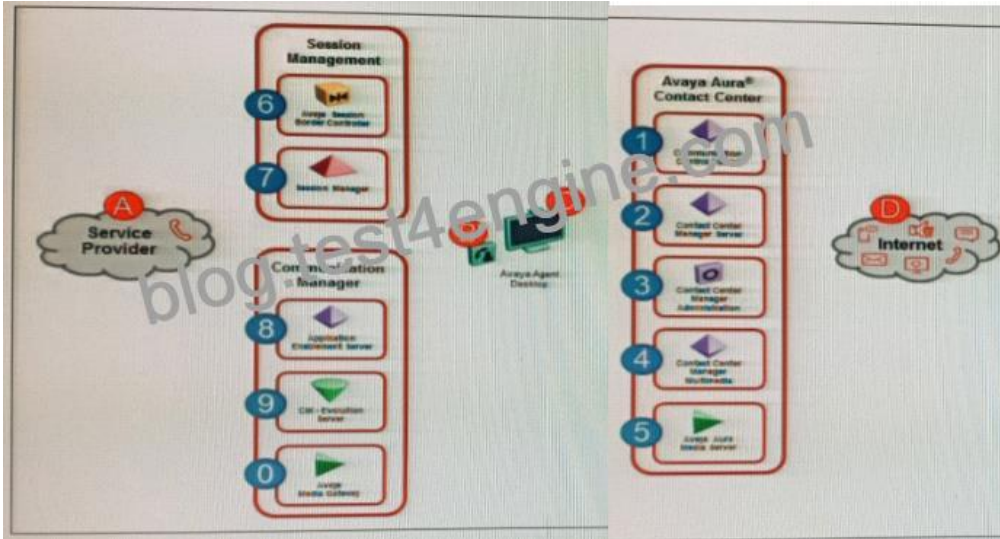 Session
Management
6
Avaya Session
Border Controller
7
Session Manager
A
Service
Provider
Communication
Manager
8
Application
Enablement Server
9
CM - Evolution
Server
0
Avaya
Media Gateway
Avaya Agent
Desktop
Avaya Aura®
Contact Center
1
2
Contact Center
Manager Server
3
Contact Center
Manager
Administration
4
Contact Center
Manager
Multimedia
5
Avaya Aura
Media Server
D
Internet
blog.test4engine.com